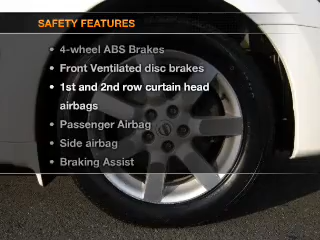 SAFETY FEATURES
• 4-wheel ABS Brakes
• Front Ventilated disc brakes
• 1st and 2nd row curtain head
airbags
• Passenger Airbag
• Side airbag
• Braking Assist